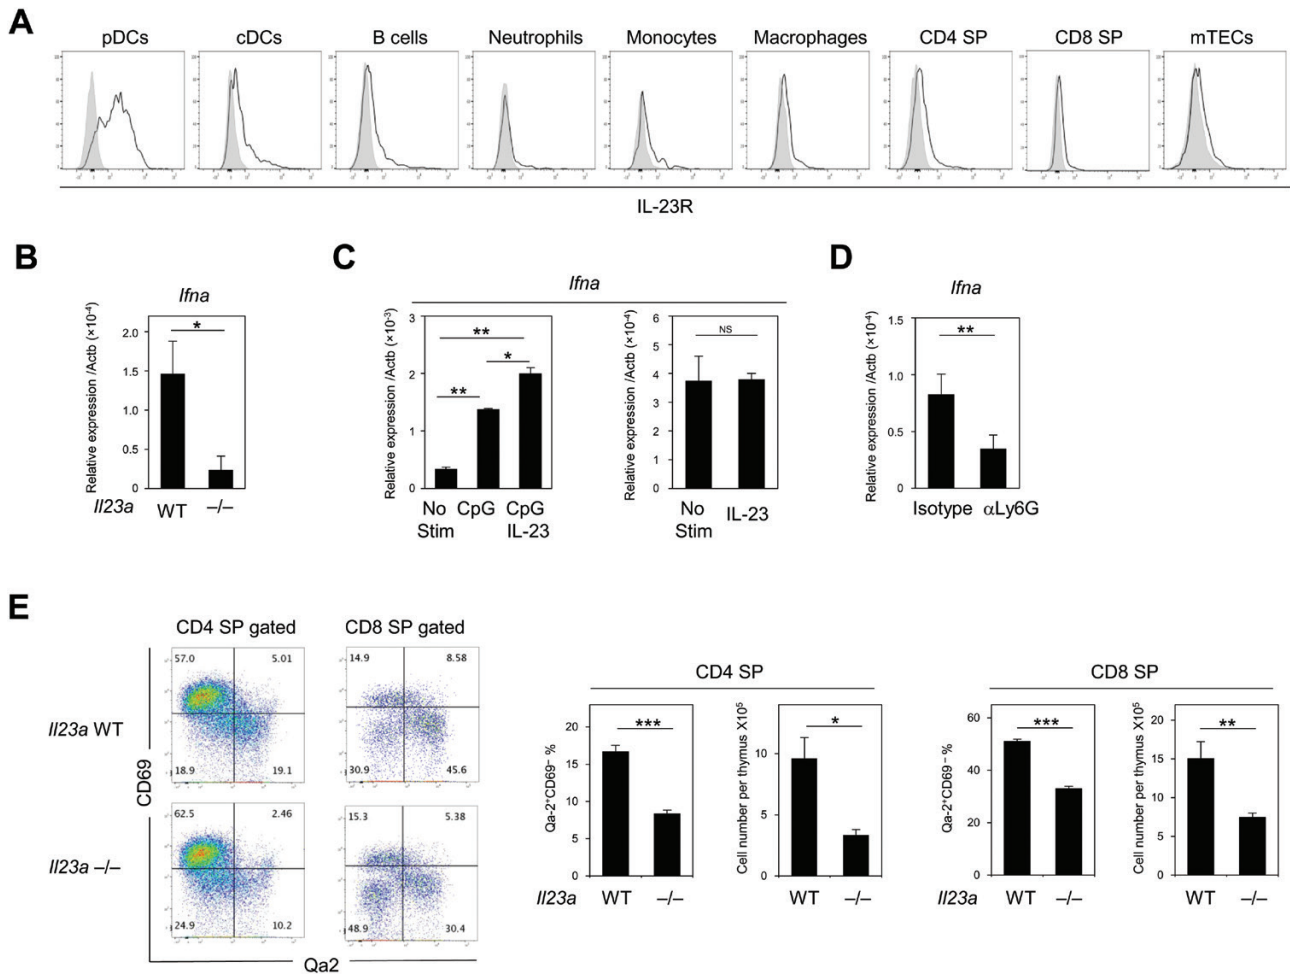 A
pDCs cDCs B cells Neutrophils Monocytes Macrophages CD4 SP CD8 SP mTECs
IL-23R
B
Ifna
Relative expression /Actb (×10⁻⁴)
2.0
1.5
1.0
0.5
0
*
Il23a WT –/–
C
Ifna
Relative expression /Actb (×10⁻³)
3
2
1
0
**
*
**
No Stim
CpG
CpG IL-23
Relative expression /Actb (×10⁻⁴)
6
5
4
3
2
1
0
NS
No Stim
IL-23
D
Ifna
Relative expression /Actb (×10⁻⁴)
1.5
1.0
0.5
0
**
Isotype αLy6G
E
CD4 SP gated CD8 SP gated
Il23a WT
57.0 5.01
18.9 19.1
14.9 8.58
30.9 45.6
Il23a –/–
62.5 2.46
24.9 10.2
15.3 5.38
48.9 30.4
CD69
Qa2
CD4 SP
Qa-2⁺CD69⁻ %
20
15
10
5
0
***
Il23a WT –/–
Cell number per thymus X10⁵
10
5
0
*
WT –/–
CD8 SP
Qa-2⁺CD69⁻ %
60
40
20
0
***
Il23a WT –/–
Cell number per thymus X10⁵
20
15
10
5
0
**
WT –/–